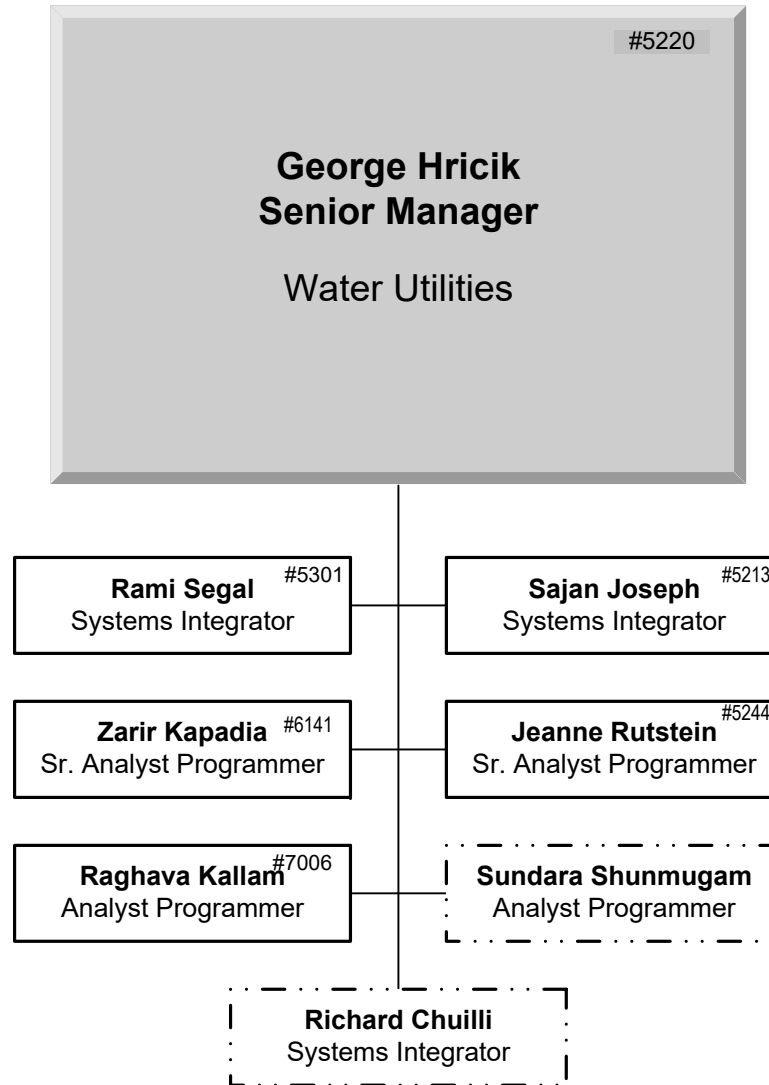 #5220
George Hricik
Senior Manager
Water Utilities
Rami Segal #5301
Systems Integrator
Sajan Joseph #5213
Systems Integrator
Zarir Kapadia #6141
Sr. Analyst Programmer
Jeanne Rutstein #5244
Sr. Analyst Programmer
Raghava Kallam #7006
Analyst Programmer
Sundara Shunmugam
Analyst Programmer
Richard Chuilli
Systems Integrator